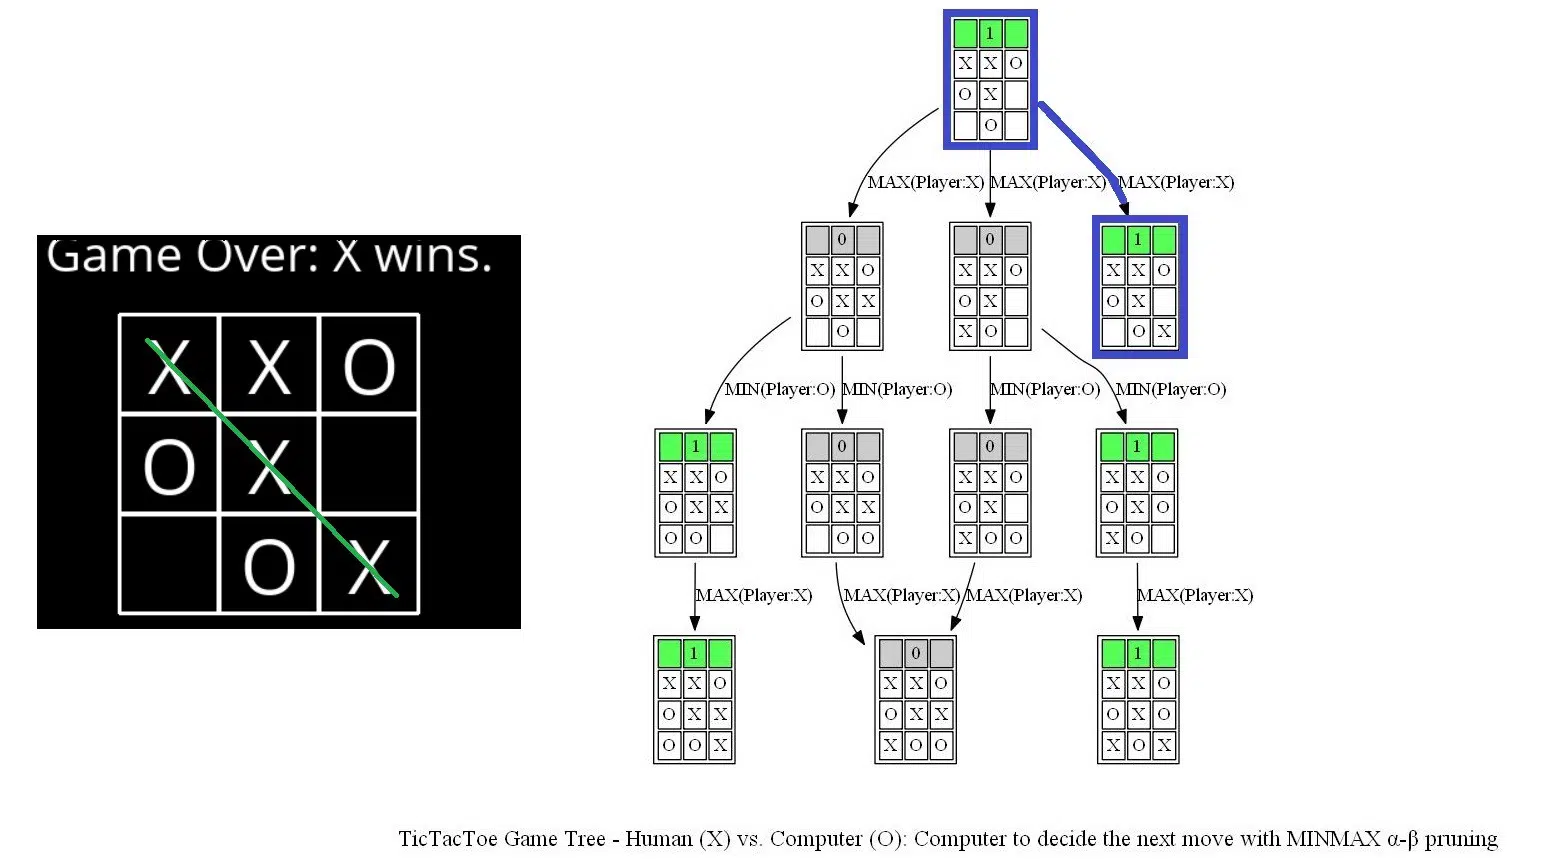 Game Over: X wins.
X X O
O X
O X
1
X X O
O X
O
MAX(Player:X) MAX(Player:X) MAX(Player:X)
0 0 1
X X O X X O X X O
O X X O X O X
O X O O X
MIN(Player:O) MIN(Player:O) MIN(Player:O) MIN(Player:O)
1 0 0 1
X X O X X O X X O X X O
O X X O X X O X O X O
O O O O X O O X O
MAX(Player:X) MAX(Player:X) MAX(Player:X) MAX(Player:X)
1 0 1
X X O X X O X X O
O X X O X X O X O
O O X X O O X O X
TicTacToe Game Tree - Human (X) vs. Computer (O): Computer to decide the next move with MINMAX α-β pruning